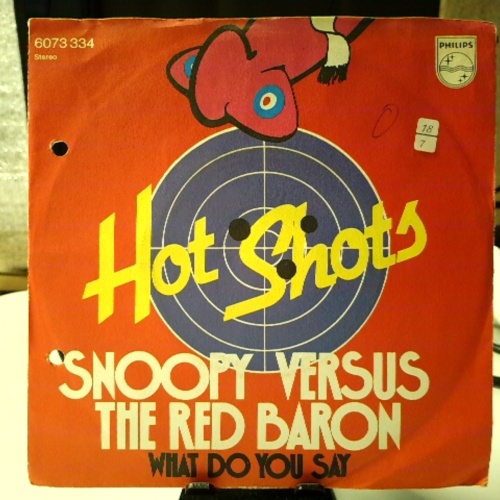 6073 334
Stereo
PHILIPS
18
7
Hot Shots
SNOOPY VERSUS
THE RED BARON
WHAT DO YOU SAY